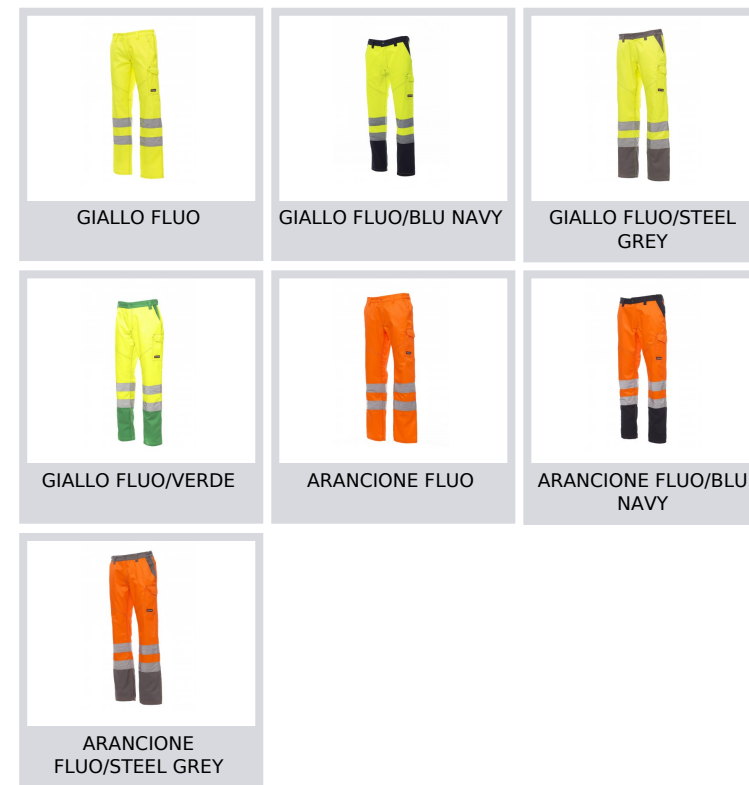 GIALLO FLUO
GIALLO FLUO/BLU NAVY
GIALLO FLUO/STEEL
GREY
GIALLO FLUO/VERDE
ARANCIONE FLUO
ARANCIONE FLUO/BLU
NAVY
ARANCIONE
FLUO/STEEL GREY